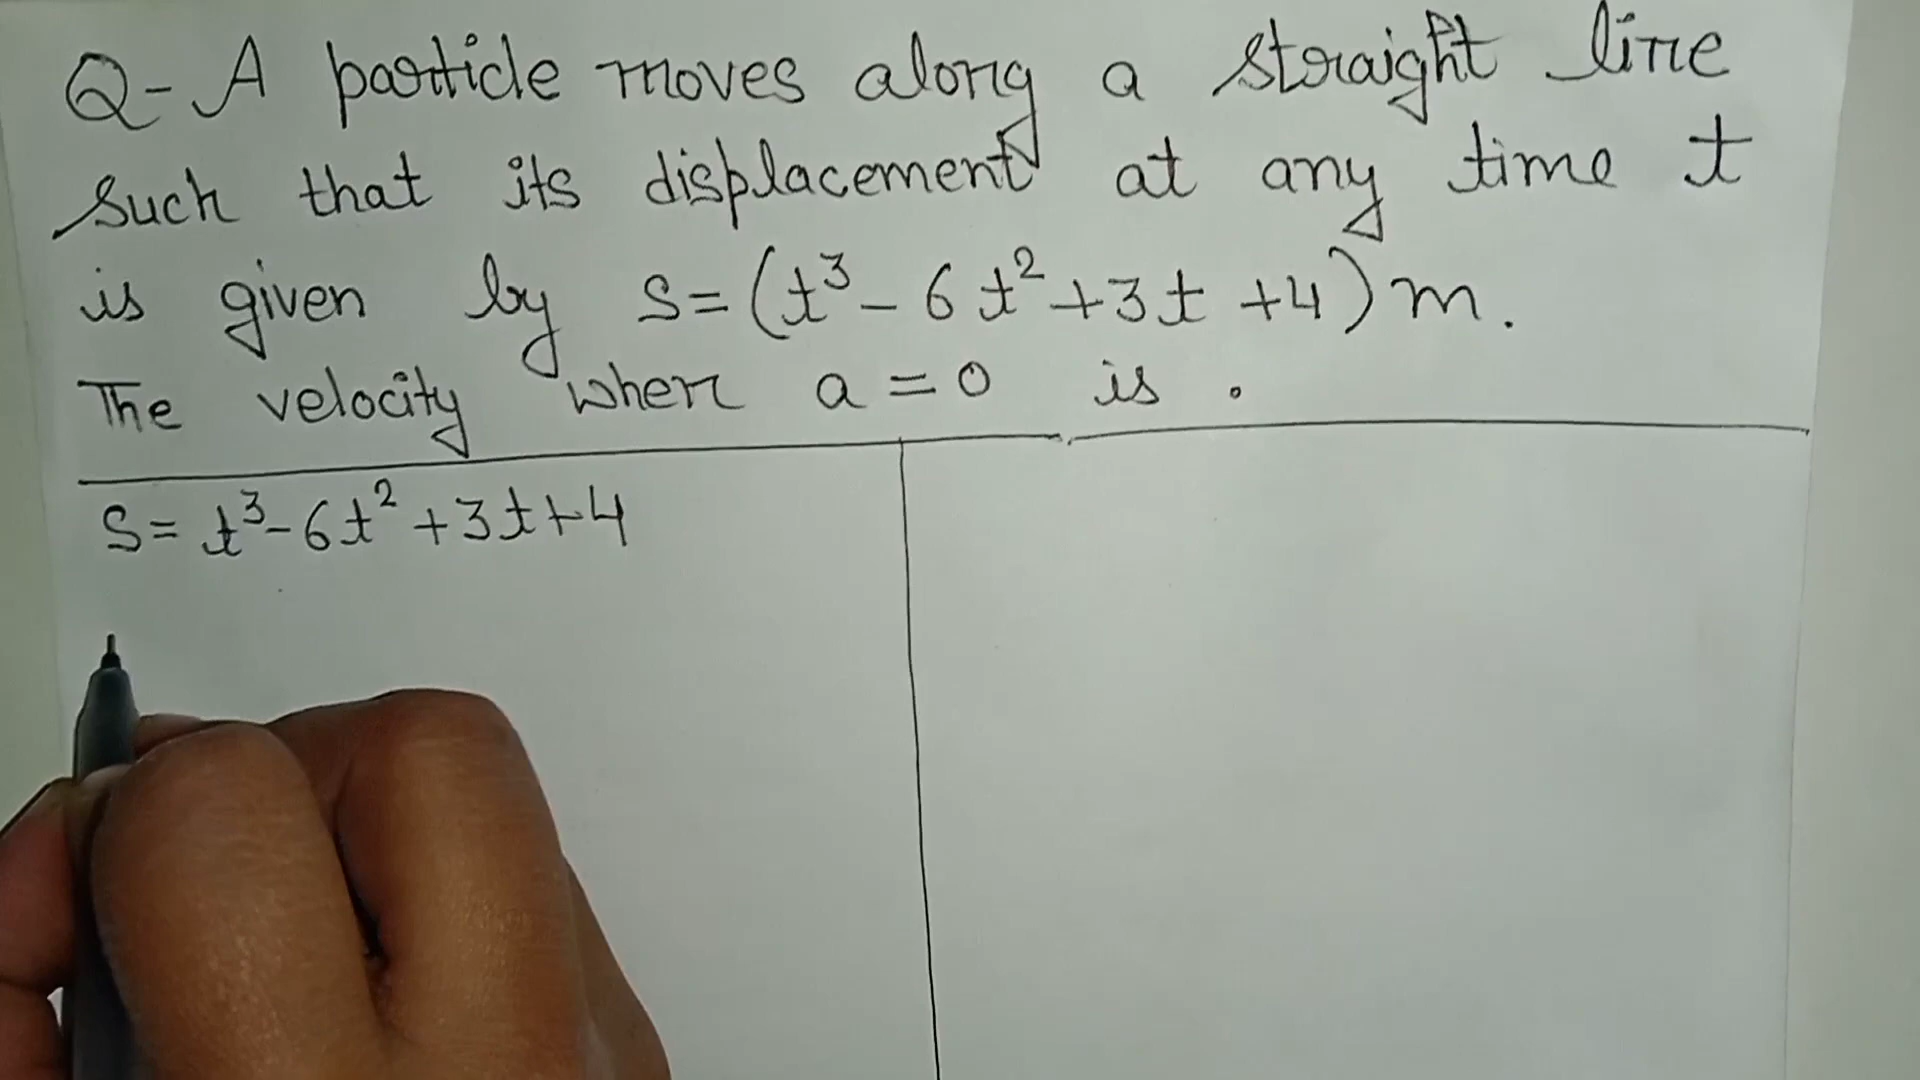 Q- A particle moves along a straight line
such that its displacement at any time t
is given by S=(t³-6t²+3t+4)m.
The velocity when a=0 is .
S= t³-6t²+3t+4